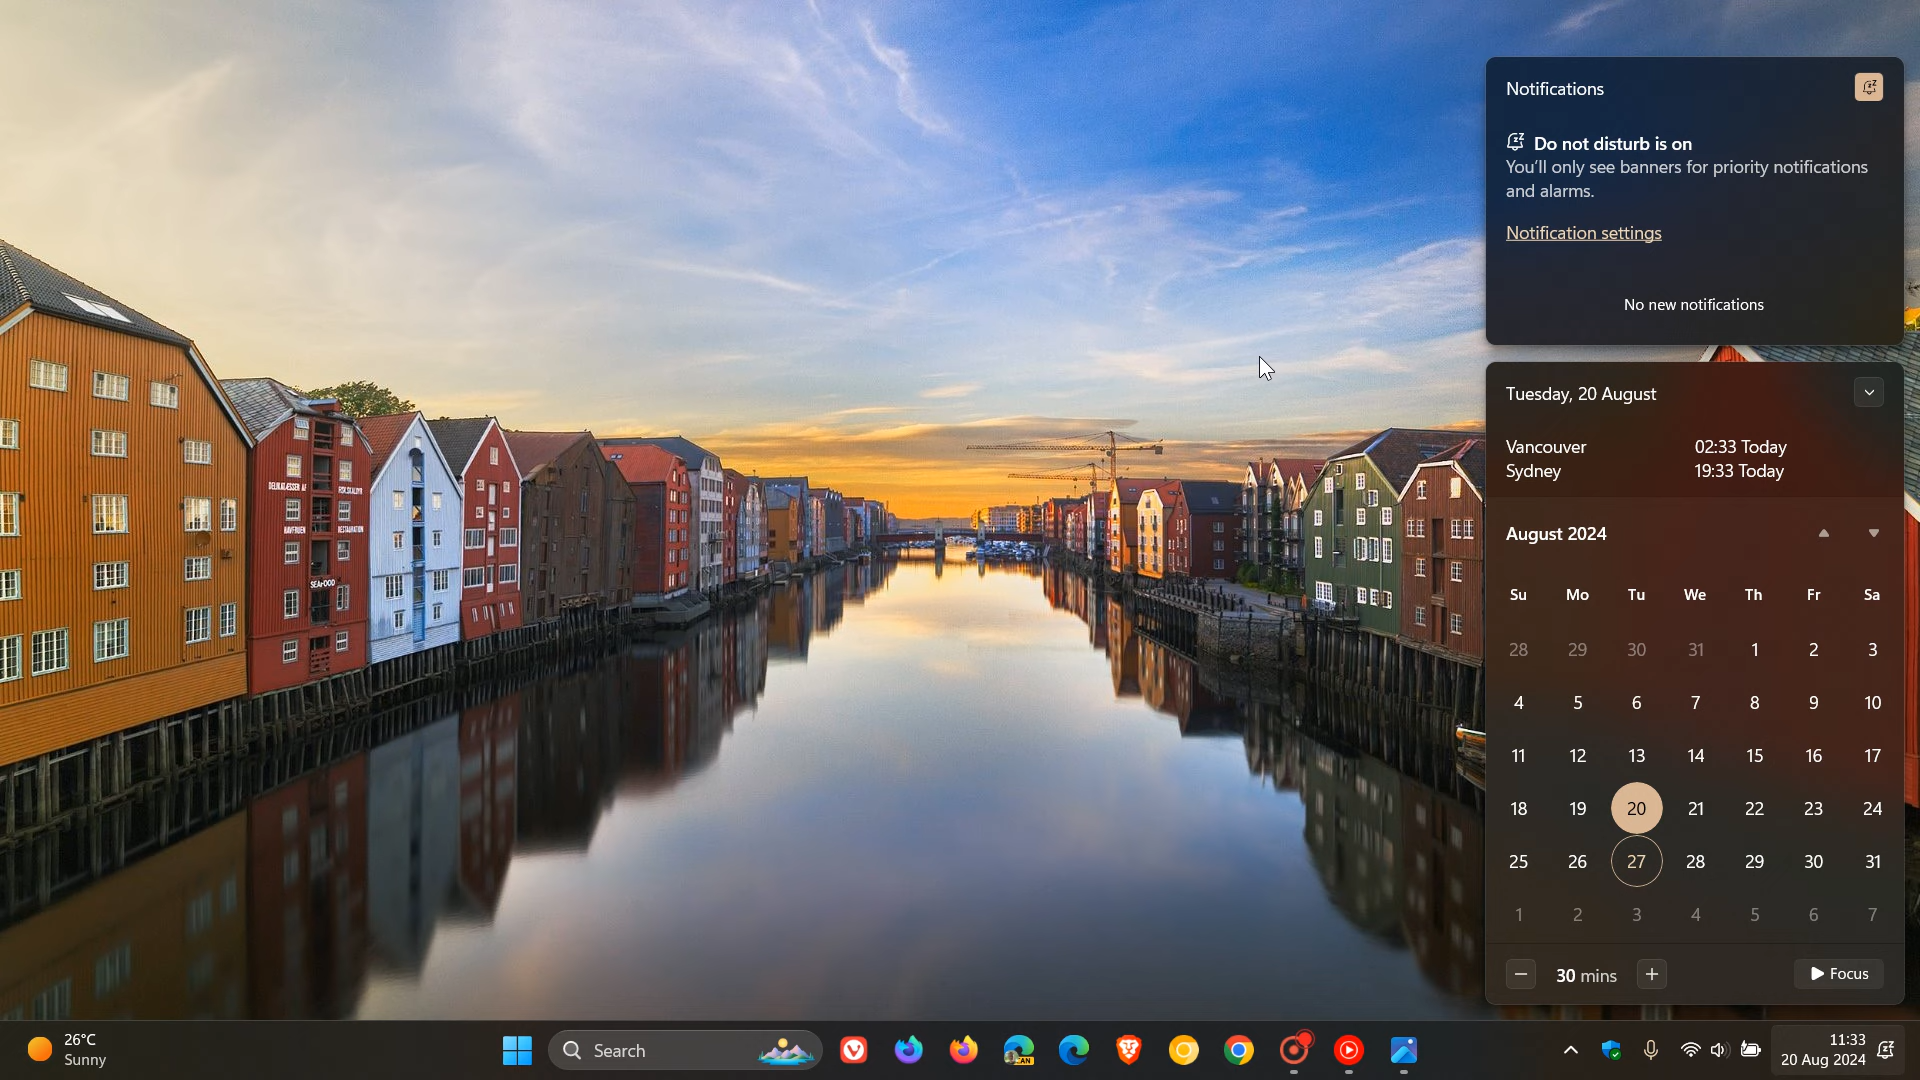 Notifications
Do not disturb is on
You'll only see banners for priority notifications
and alarms.
Notification settings
No new notifications
Tuesday, 20 August
Vancouver 02:33 Today
Sydney 19:33 Today
August 2024
Su Mo Tu We Th Fr Sa
28 29 30 31 1 2 3
4 5 6 7 8 9 10
11 12 13 14 15 16 17
18 19 20 21 22 23 24
25 26 27 28 29 30 31
1 2 3 4 5 6 7
30 mins
Focus
RESTAURATION
SEAFOOD
26°C
Sunny
Search
CAN
11:33
20 Aug 2024